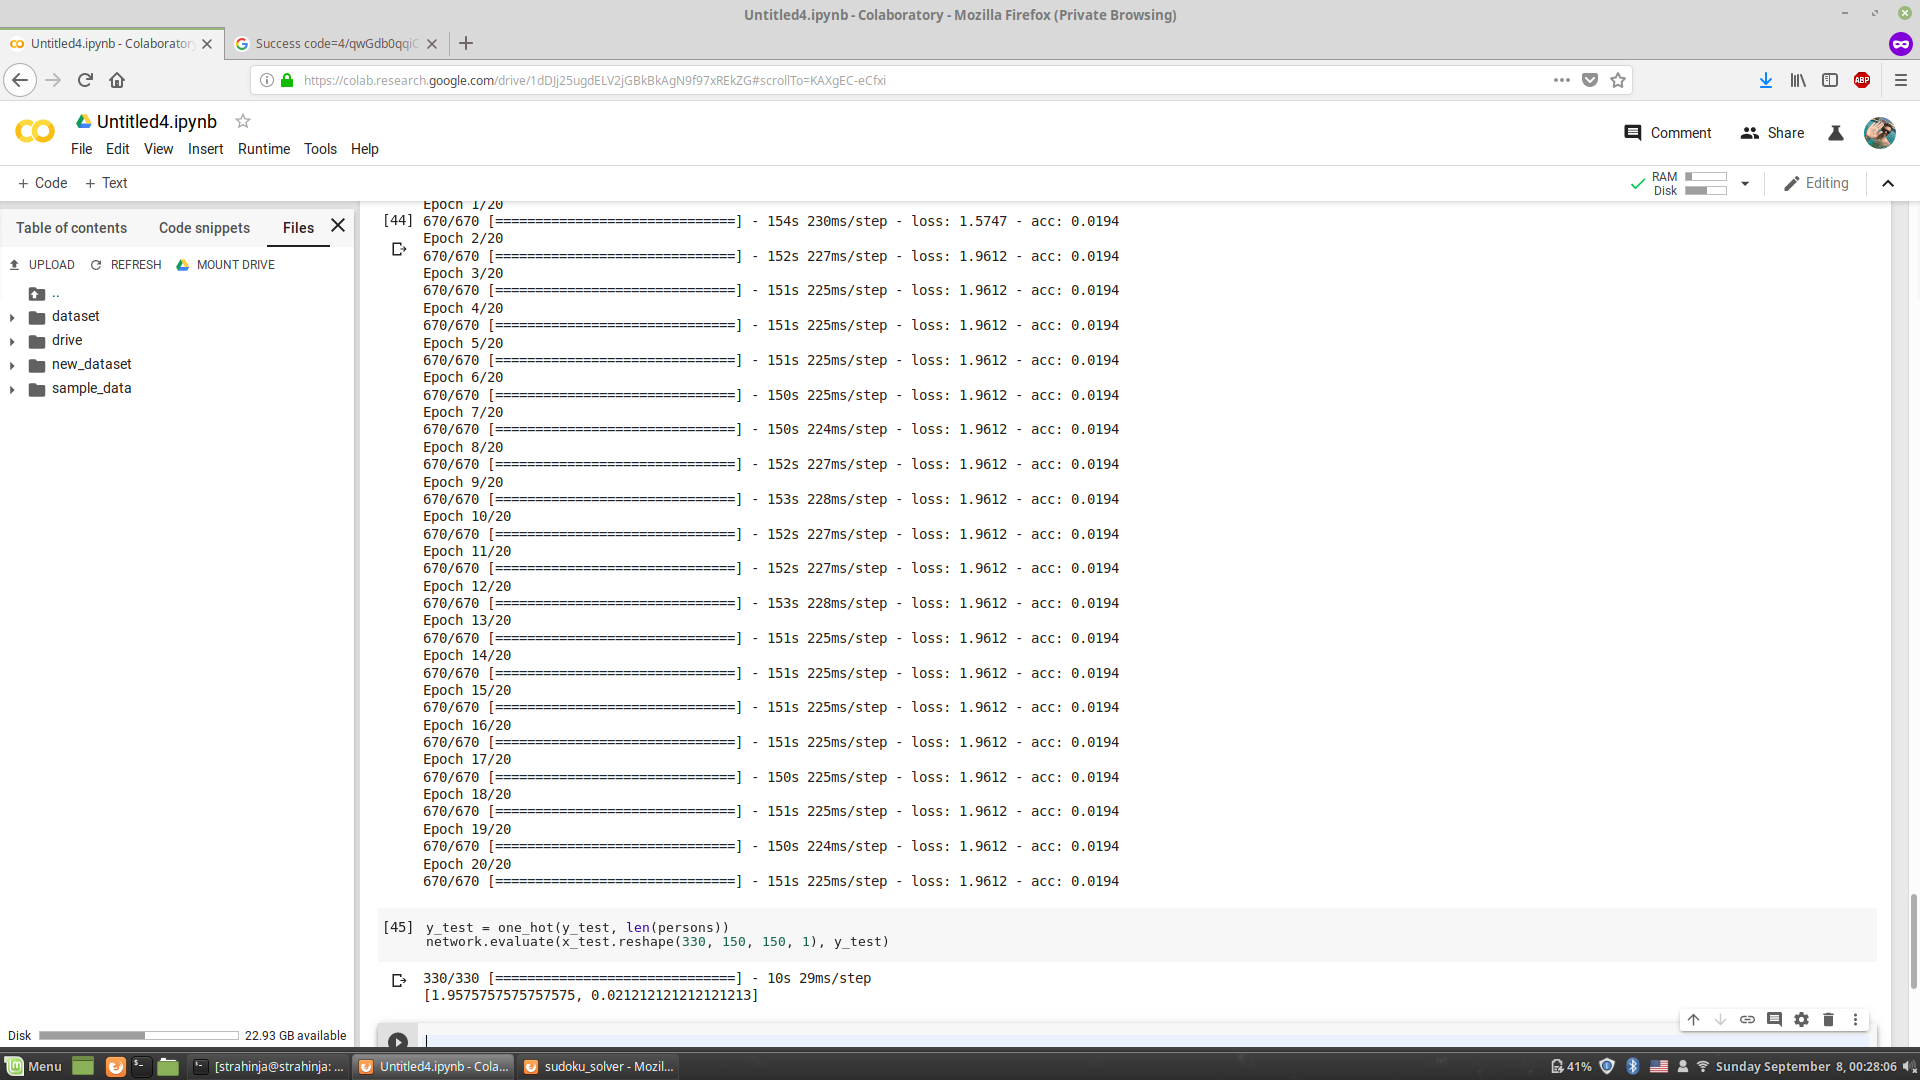 Untitled4.ipynb - Colaboratory - Mozilla Firefox (Private Browsing)
Untitled4.ipynb - Colaboratory
Success code=4/qwGdb0qqiC
https://colab.research.google.com/drive/1dDJj25ugdELV2jGBkBkAgN9f97xREkZG#scrollTo=KAXgEC-eCfxi
ABP
Untitled4.ipynb
File Edit View Insert Runtime Tools Help
Comment
Share
+ Code + Text
RAM
Disk
Editing
Table of contents
Code snippets
Files
UPLOAD
REFRESH
MOUNT DRIVE
..
dataset
drive
new_dataset
sample_data
Disk
22.93 GB available
Epoch 1/20
[44] 670/670 [==============================] - 154s 230ms/step - loss: 1.5747 - acc: 0.0194
Epoch 2/20
670/670 [==============================] - 152s 227ms/step - loss: 1.9612 - acc: 0.0194
Epoch 3/20
670/670 [==============================] - 151s 225ms/step - loss: 1.9612 - acc: 0.0194
Epoch 4/20
670/670 [==============================] - 151s 225ms/step - loss: 1.9612 - acc: 0.0194
Epoch 5/20
670/670 [==============================] - 151s 225ms/step - loss: 1.9612 - acc: 0.0194
Epoch 6/20
670/670 [==============================] - 150s 225ms/step - loss: 1.9612 - acc: 0.0194
Epoch 7/20
670/670 [==============================] - 150s 224ms/step - loss: 1.9612 - acc: 0.0194
Epoch 8/20
670/670 [==============================] - 152s 227ms/step - loss: 1.9612 - acc: 0.0194
Epoch 9/20
670/670 [==============================] - 153s 228ms/step - loss: 1.9612 - acc: 0.0194
Epoch 10/20
670/670 [==============================] - 152s 227ms/step - loss: 1.9612 - acc: 0.0194
Epoch 11/20
670/670 [==============================] - 152s 227ms/step - loss: 1.9612 - acc: 0.0194
Epoch 12/20
670/670 [==============================] - 153s 228ms/step - loss: 1.9612 - acc: 0.0194
Epoch 13/20
670/670 [==============================] - 151s 225ms/step - loss: 1.9612 - acc: 0.0194
Epoch 14/20
670/670 [==============================] - 151s 225ms/step - loss: 1.9612 - acc: 0.0194
Epoch 15/20
670/670 [==============================] - 151s 225ms/step - loss: 1.9612 - acc: 0.0194
Epoch 16/20
670/670 [==============================] - 151s 225ms/step - loss: 1.9612 - acc: 0.0194
Epoch 17/20
670/670 [==============================] - 150s 225ms/step - loss: 1.9612 - acc: 0.0194
Epoch 18/20
670/670 [==============================] - 151s 225ms/step - loss: 1.9612 - acc: 0.0194
Epoch 19/20
670/670 [==============================] - 150s 224ms/step - loss: 1.9612 - acc: 0.0194
Epoch 20/20
670/670 [==============================] - 151s 225ms/step - loss: 1.9612 - acc: 0.0194
[45] y_test = one_hot(y_test, len(persons))
network.evaluate(x_test.reshape(330, 150, 150, 1), y_test)
330/330 [==============================] - 10s 29ms/step
[1.9575757575757575, 0.021212121212121213]
Menu
[strahinja@strahinja: ...
Untitled4.ipynb - Cola...
sudoku_solver - Mozil...
41%
Sunday September 8, 00:28:06